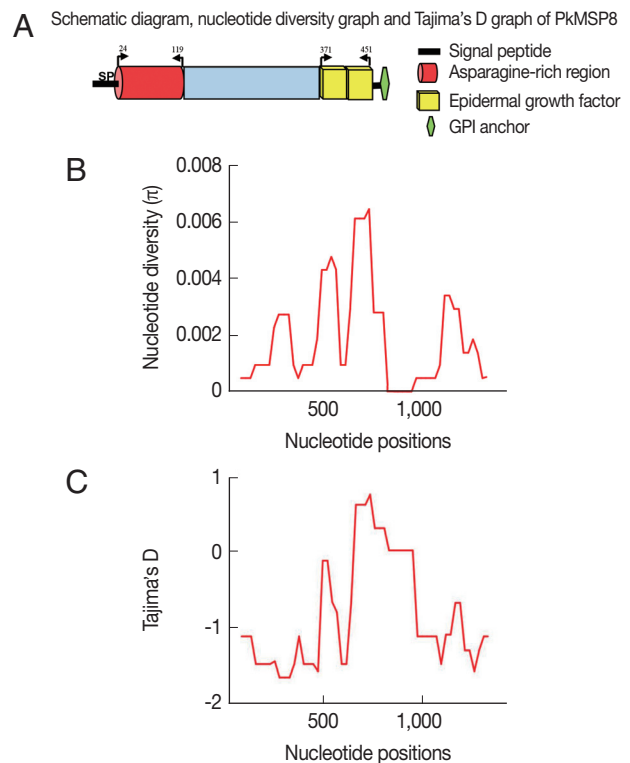 A Schematic diagram, nucleotide diversity graph and Tajima's D graph of PkMSP8
24 119 371 451
SP
Signal peptide
Asparagine-rich region
Epidermal growth factor
GPI anchor
B
Nucleotide diversity (π)
0.008
0.006
0.004
0.002
0
500 1,000
Nucleotide positions
C
Tajima's D
1
0
-1
-2
500 1,000
Nucleotide positions